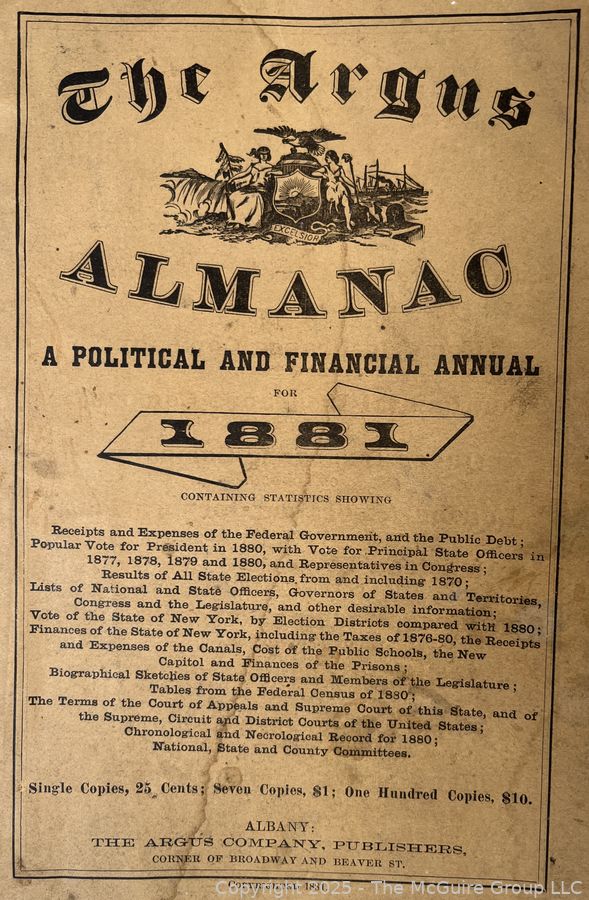 The Argus
EXCELSIOR
ALMANAC
A POLITICAL AND FINANCIAL ANNUAL
FOR
1881
CONTAINING STATISTICS SHOWING
Receipts and Expenses of the Federal Government, and the Public Debt;
Popular Vote for President in 1880, with Vote for Principal State Officers in
1877, 1878, 1879 and 1880, and Representatives in Congress;
Results of All State Elections from and including 1870;
Lists of National and State Officers, Governors of States and Territories,
Congress and the Legislature, and other desirable information;
Vote of the State of New York, by Election Districts compared with 1880;
Finances of the State of New York, including the Taxes of 1876-80, the Receipts
and Expenses of the Canals, Cost of the Public Schools, the New
Capitol and Finances of the Prisons;
Biographical Sketches of State Officers and Members of the Legislature;
Tables from the Federal Census of 1880;
The Terms of the Court of Appeals and Supreme Court of this State, and of
the Supreme, Circuit and District Courts of the United States;
Chronological and Necrological Record for 1880;
National, State and County Committees.
Single Copies, 25 Cents; Seven Copies, $1; One Hundred Copies, $10.
ALBANY:
THE ARGUS COMPANY, PUBLISHERS,
CORNER OF BROADWAY AND BEAVER ST.
Copyright 2025 - The McGuire Group LLC